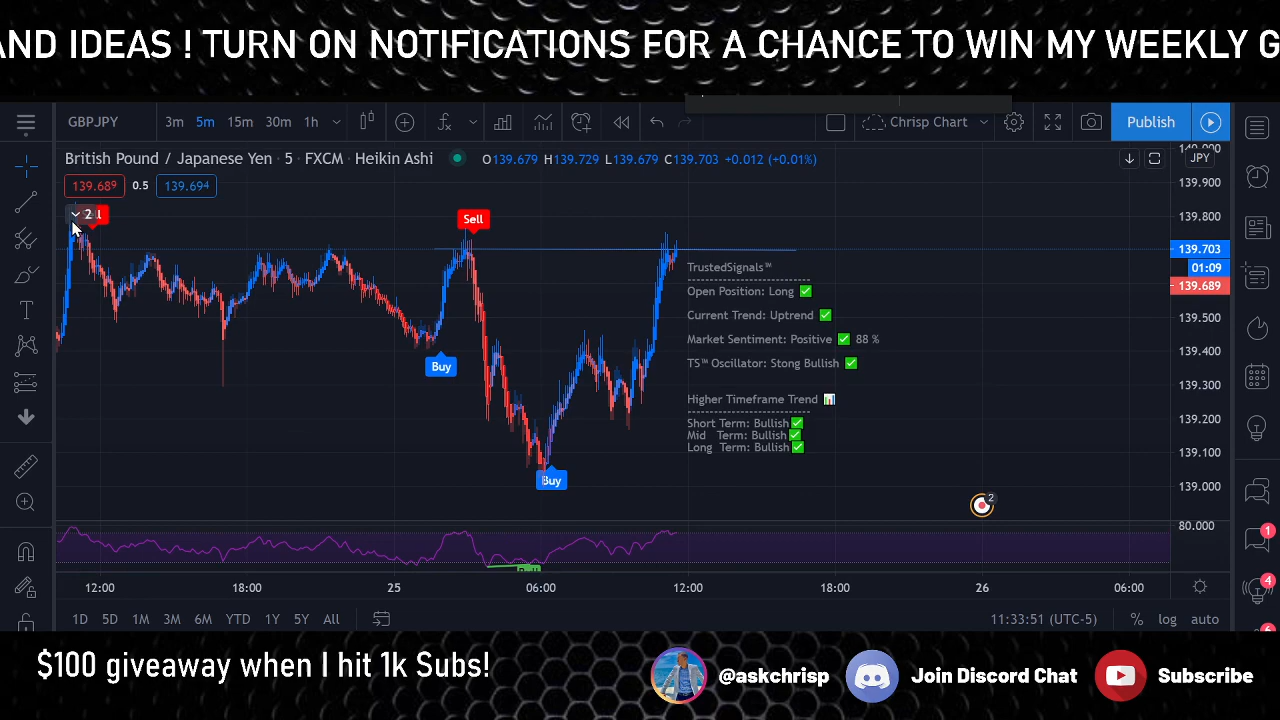 AND IDEAS ! TURN ON NOTIFICATIONS FOR A CHANCE TO WIN MY WEEKLY G
GBPJPY 3m 5m 15m 30m 1h Chrisp Chart Publish
British Pound / Japanese Yen · 5 · FXCM · Heikin Ashi O139.679 H139.729 L139.679 C139.703 +0.012 (+0.01%) JPY
140.000
139.900
139.689 0.5 139.694
2
Sell
139.800
139.703
01:09
139.689
139.500
139.400
139.300
139.200
139.100
139.000
80.000
TrustedSignals™
--------------------
Open Position: Long ✅
Current Trend: Uptrend ✅
Market Sentiment: Positive ✅ 88 %
TS™ Oscillator: Stong Bullish ✅
Higher Timeframe Trend 📊
--------------------
Short Term: Bullish✅
Mid Term: Bullish✅
Long Term: Bullish✅
Buy
Buy
2
1
4
12:00 18:00 25 06:00 12:00 18:00 26 06:00
1D 5D 1M 3M 6M YTD 1Y 5Y All 11:33:51 (UTC-5) % log auto
$100 giveaway when I hit 1k Subs!
@askchrisp Join Discord Chat Subscribe